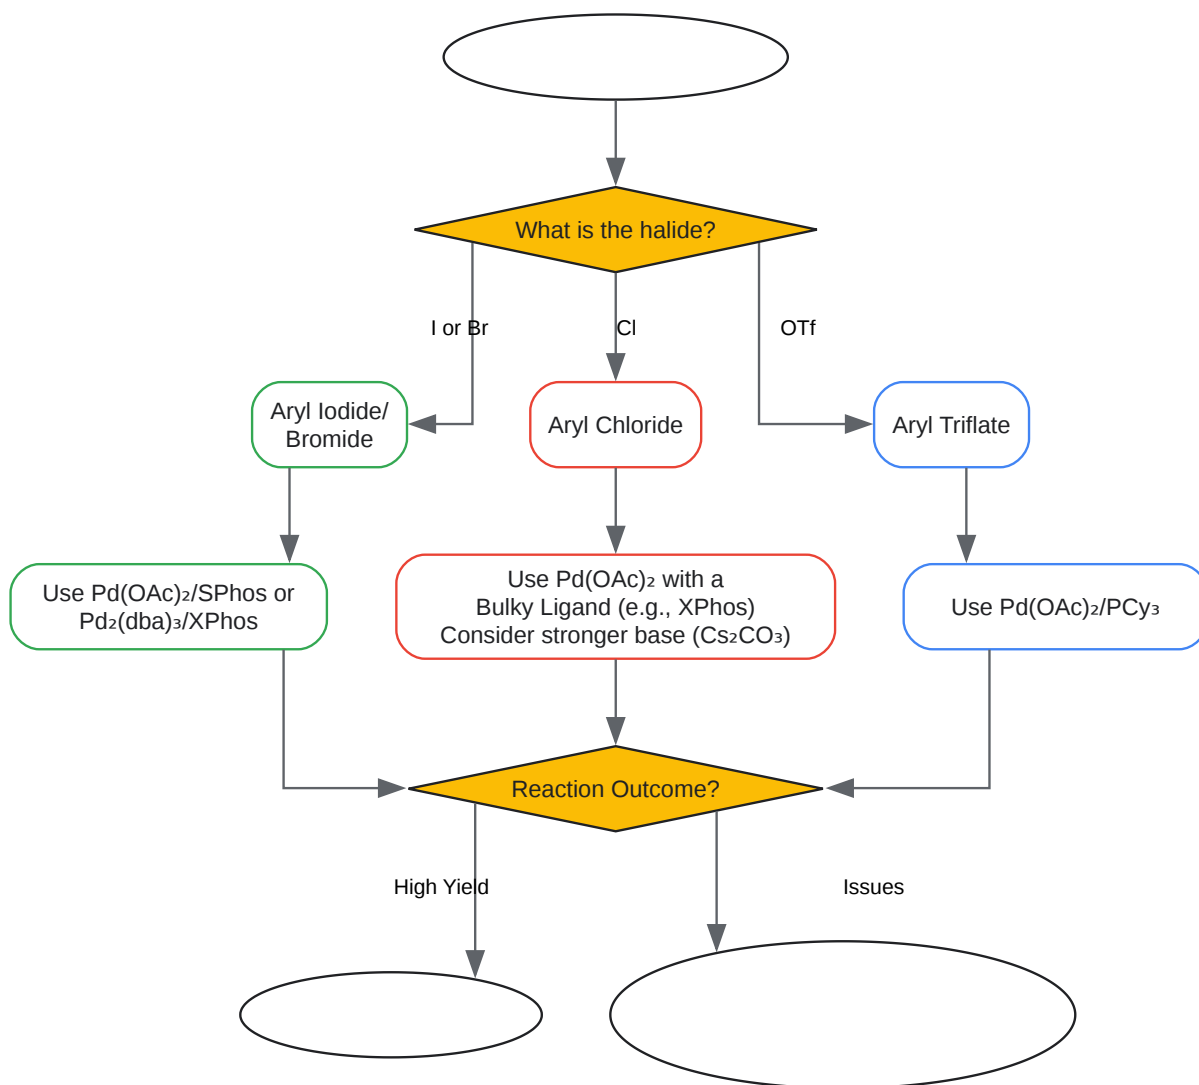 What is the halide?
I or Br
Cl
OTf
Aryl Iodide/
Bromide
Aryl Chloride
Aryl Triflate
Use Pd(OAc)₂/SPhos or
Pd₂(dba)₃/XPhos
Use Pd(OAc)₂ with a
Bulky Ligand (e.g., XPhos)
Consider stronger base (Cs₂CO₃)
Use Pd(OAc)₂/PCy₃
Reaction Outcome?
High Yield
Issues